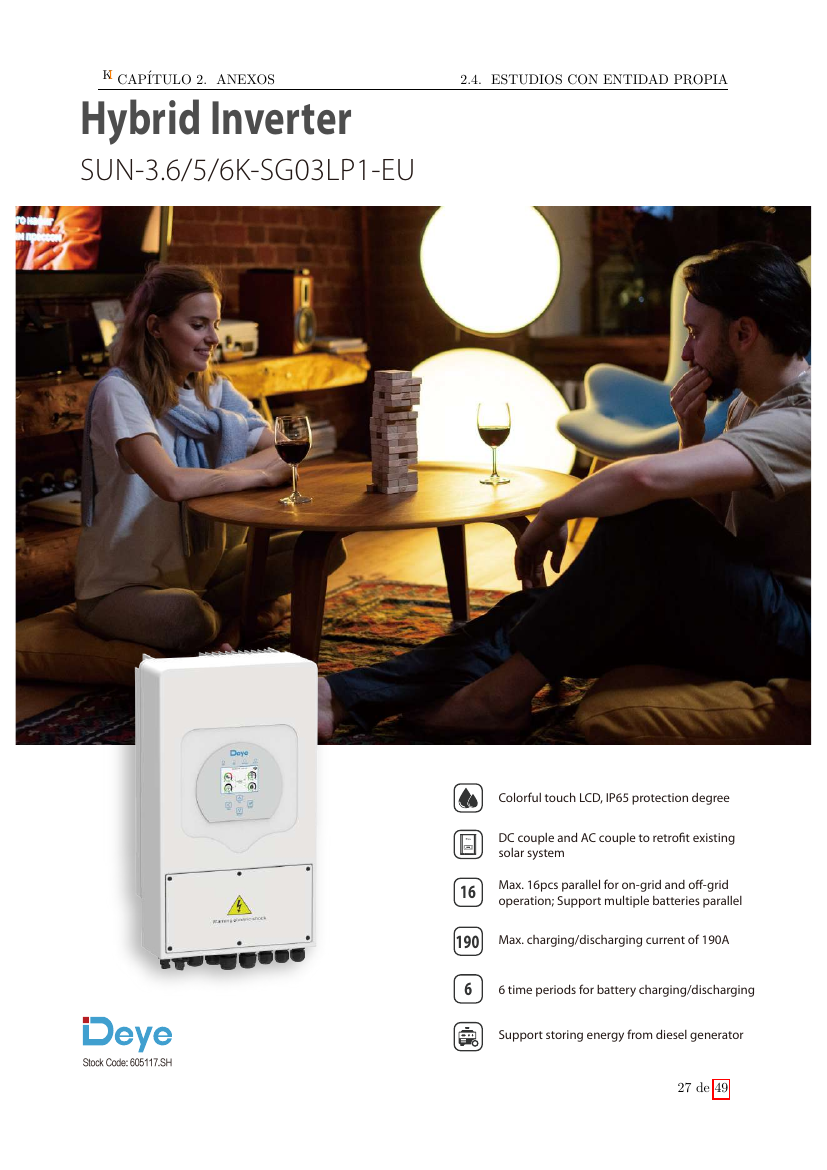 K CAPÍTULO 2. ANEXOS 2.4. ESTUDIOS CON ENTIDAD PROPIA
Hybrid Inverter
SUN-3.6/5/6K-SG03LP1-EU
Deye
Colorful touch LCD, IP65 protection degree
DC couple and AC couple to retrofit existing
solar system
16
Max. 16pcs parallel for on-grid and off-grid
operation; Support multiple batteries parallel
190
Max. charging/discharging current of 190A
6
6 time periods for battery charging/discharging
Support storing energy from diesel generator
Deye
Stock Code: 605117.SH
27 de 49